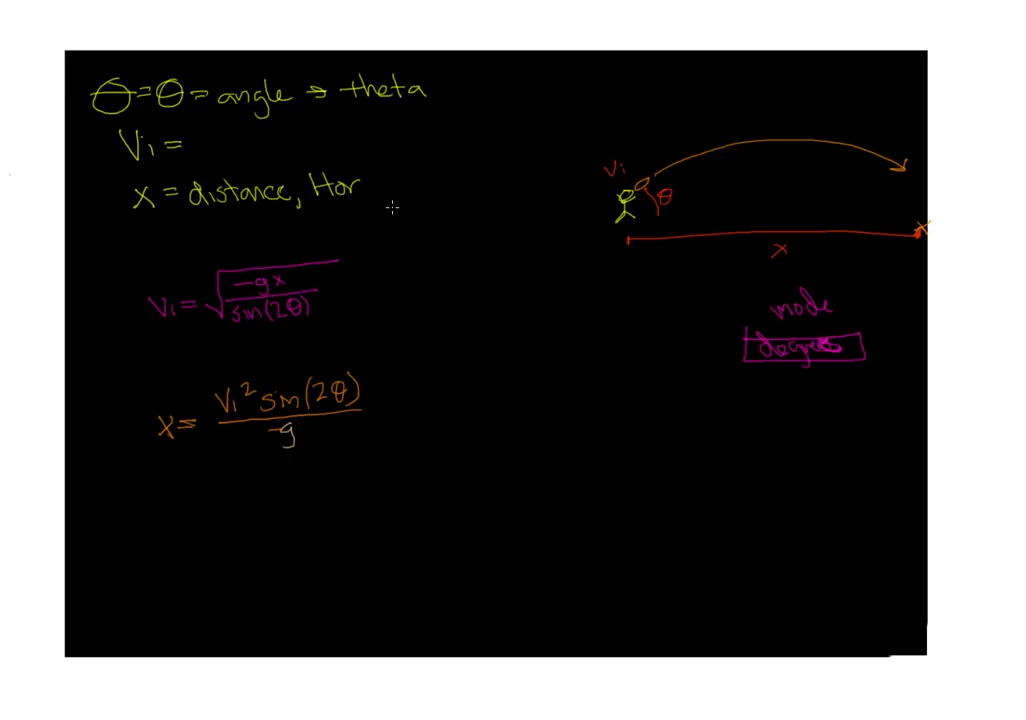 θ = θ = angle → theta
Vi =
x = distance, Hor
Vi = √(-gx / sin(2θ))
x = Vi² sin(2θ) / -g
Vi
θ
x
x
mode
degrees